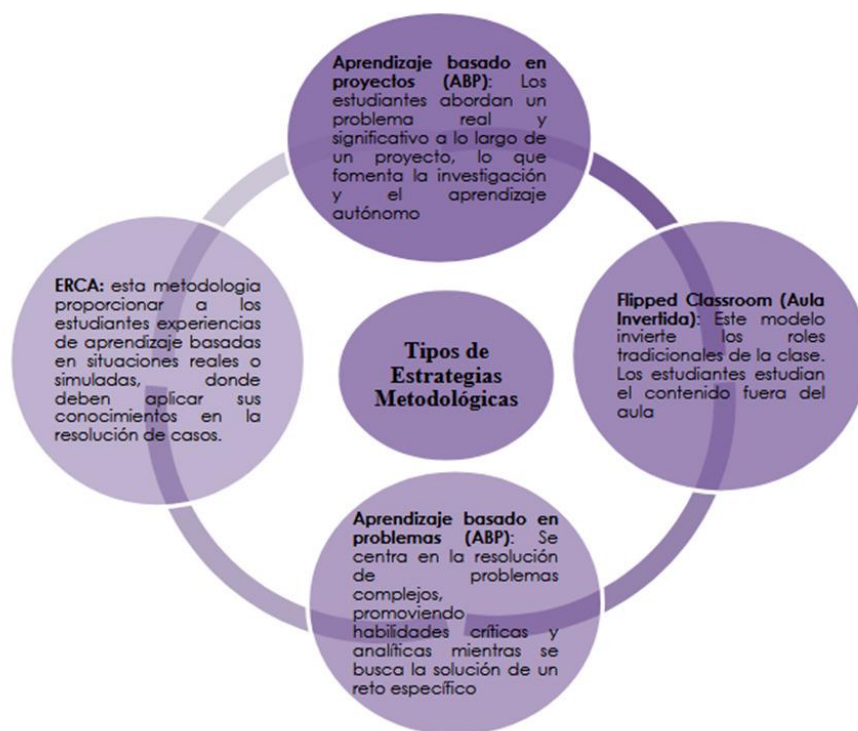 Aprendizaje basado en
proyectos (ABP): Los
estudiantes abordan un
problema real y
significativo a lo largo de
un proyecto, lo que
fomenta la investigación
y el aprendizaje
autónomo
ERCA: esta metodologia
proporcionar a los
estudiantes experiencias
de aprendizaje basadas
en situaciones reales o
simuladas, donde
deben aplicar sus
conocimientos en la
resolución de casos.
Tipos de
Estrategias
Metodológicas
Flipped Classroom (Aula
Invertida): Este modelo
invierte los roles
tradicionales de la clase.
Los estudiantes estudian
el contenido fuera del
aula
Aprendizaje basado en
problemas (ABP): Se
centra en la resolución
de problemas
complejos,
promoviendo
habilidades críticas y
analíticas mientras se
busca la solución de un
reto específico